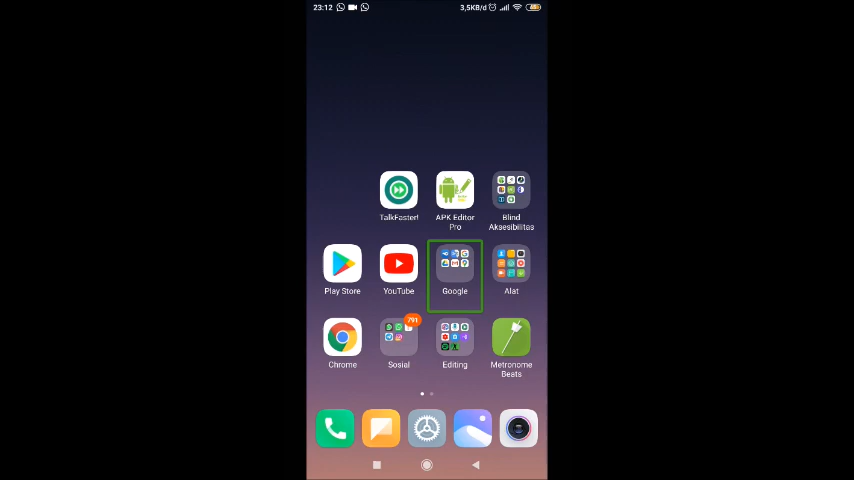 23:12
3,5KB/d
TalkFaster!
APK Editor
Pro
Blind
Aksesibilitas
Play Store
YouTube
Google
Alat
791
Chrome
Sosial
Editing
Metronome
Beats